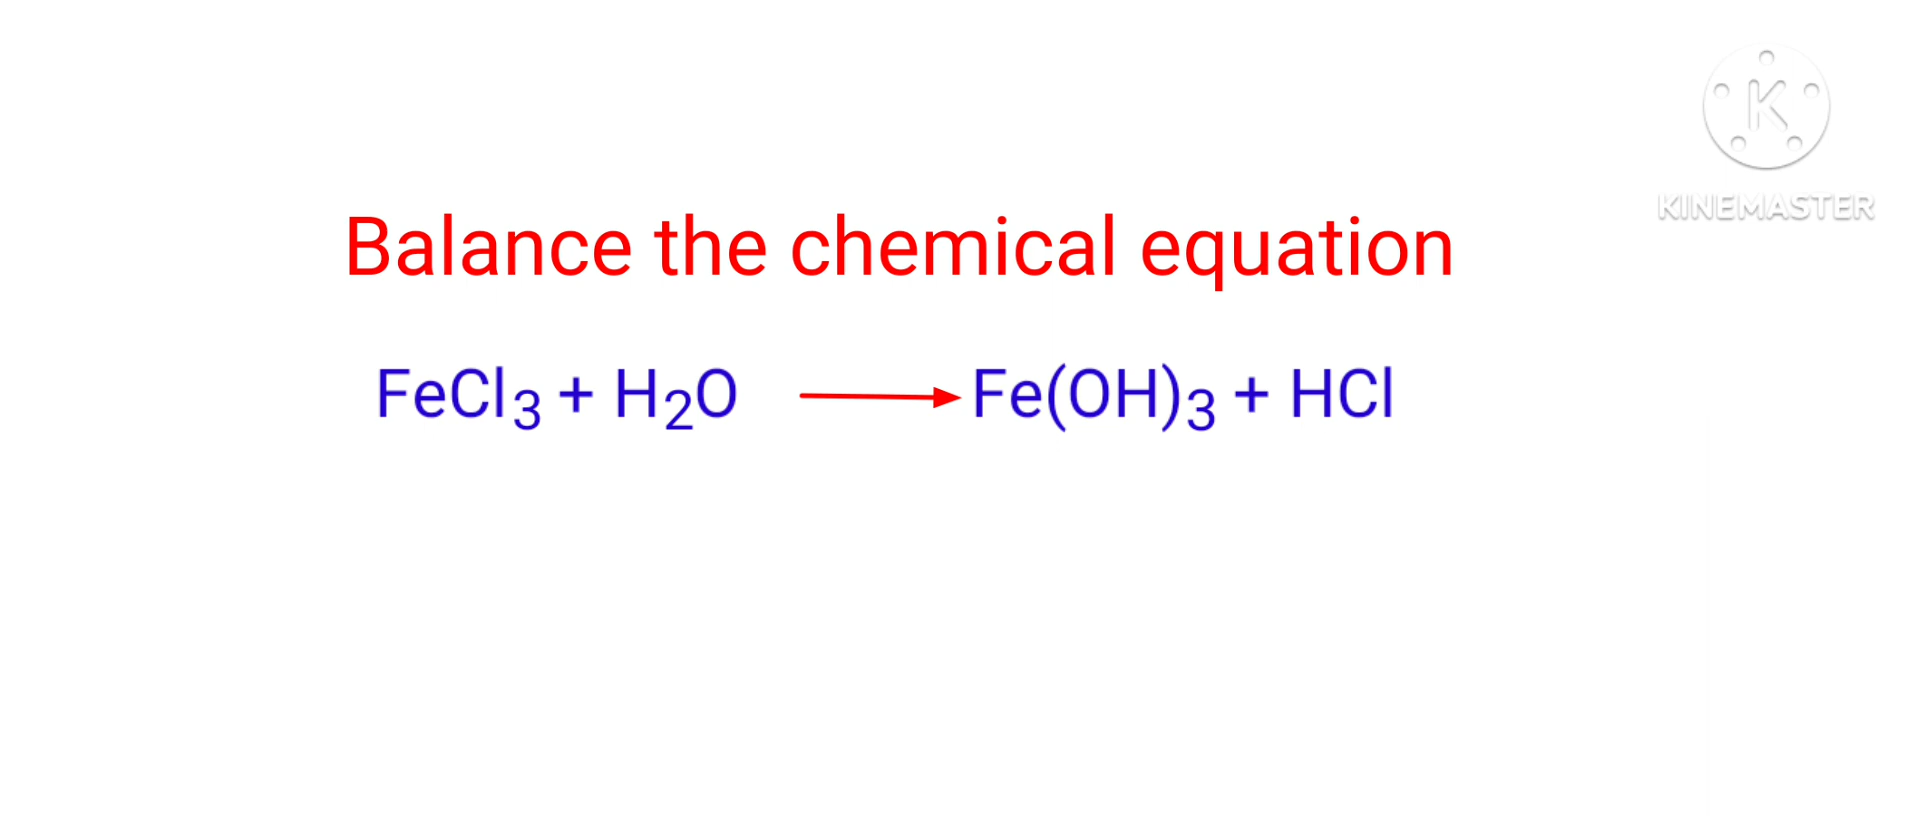 K
KINEMASTER
Balance the chemical equation
FeCl₃ + H₂O ⟶ Fe(OH)₃ + HCl